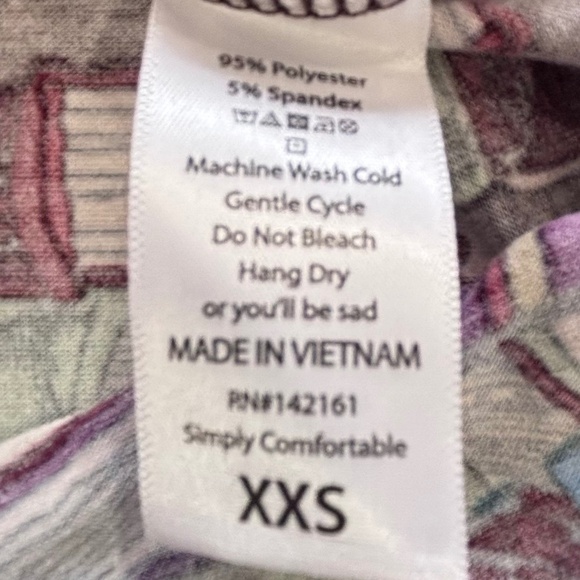 95% Polyester
5% Spandex
Machine Wash Cold
Gentle Cycle
Do Not Bleach
Hang Dry
or you'll be sad
MADE IN VIETNAM
RN#142161
Simply Comfortable
XXS